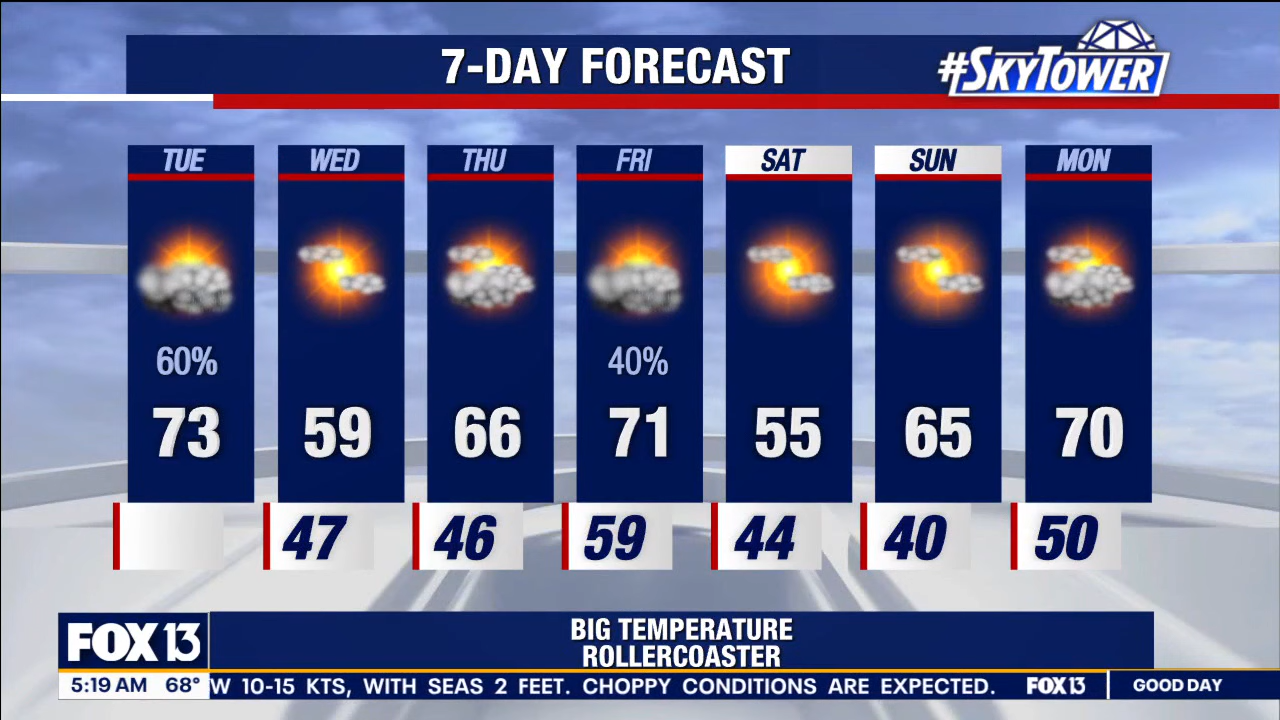 7-DAY FORECAST
#SKYTOWER
TUE WED THU FRI SAT SUN MON
60% 40%
73 59 66 71 55 65 70
47 46 59 44 40 50
BIG TEMPERATURE
ROLLERCOASTER
FOX 13
5:19 AM 68° W 10-15 KTS, WITH SEAS 2 FEET. CHOPPY CONDITIONS ARE EXPECTED. FOX 13 GOOD DAY